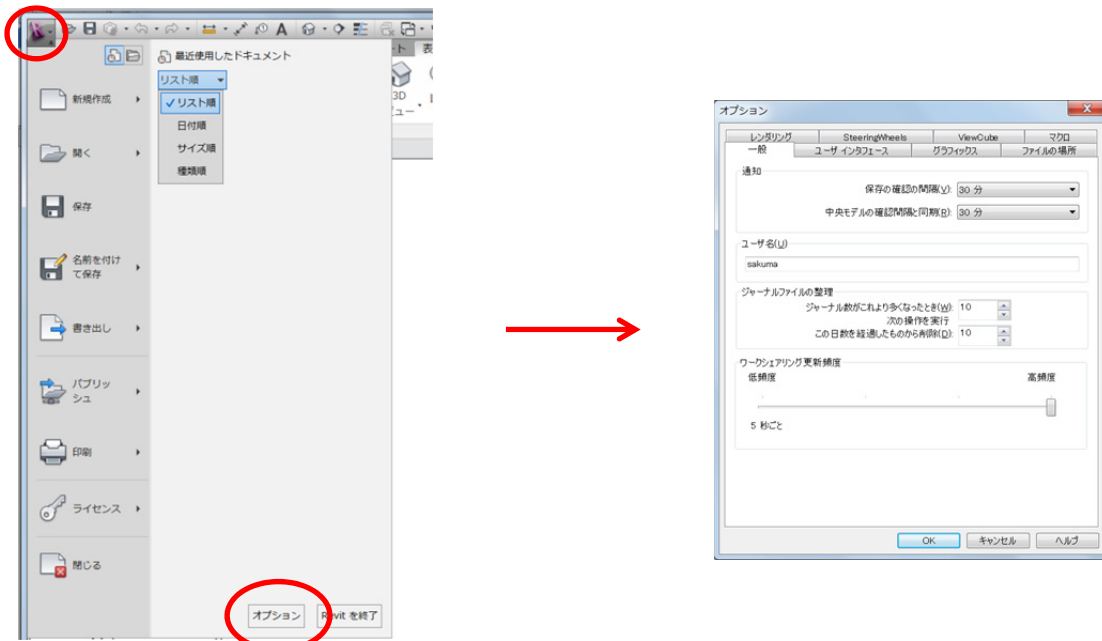 最近使用したドキュメント
リスト順
リスト順
日付順
サイズ順
種類順
新規作成
開く
保存
名前を付け
て保存
書き出し
パブリッ
シュ
印刷
ライセンス
閉じる
オプション
Revit を終了
表
3D
オプション
レンダリング SteeringWheels ViewCube マクロ
一般 ユーザ インタフェース グラフィックス ファイルの場所
通知
保存の確認の間隔(V): 30 分
中央モデルの確認間隔と同期(R): 30 分
ユーザ名(U)
sakuma
ジャーナルファイルの整理
ジャーナル数がこれより多くなったとき(W): 10
次の操作を実行
この日数を経過したものから削除(D): 10
ワークシェアリング更新頻度
低頻度 高頻度
5 秒ごと
OK キャンセル ヘルプ